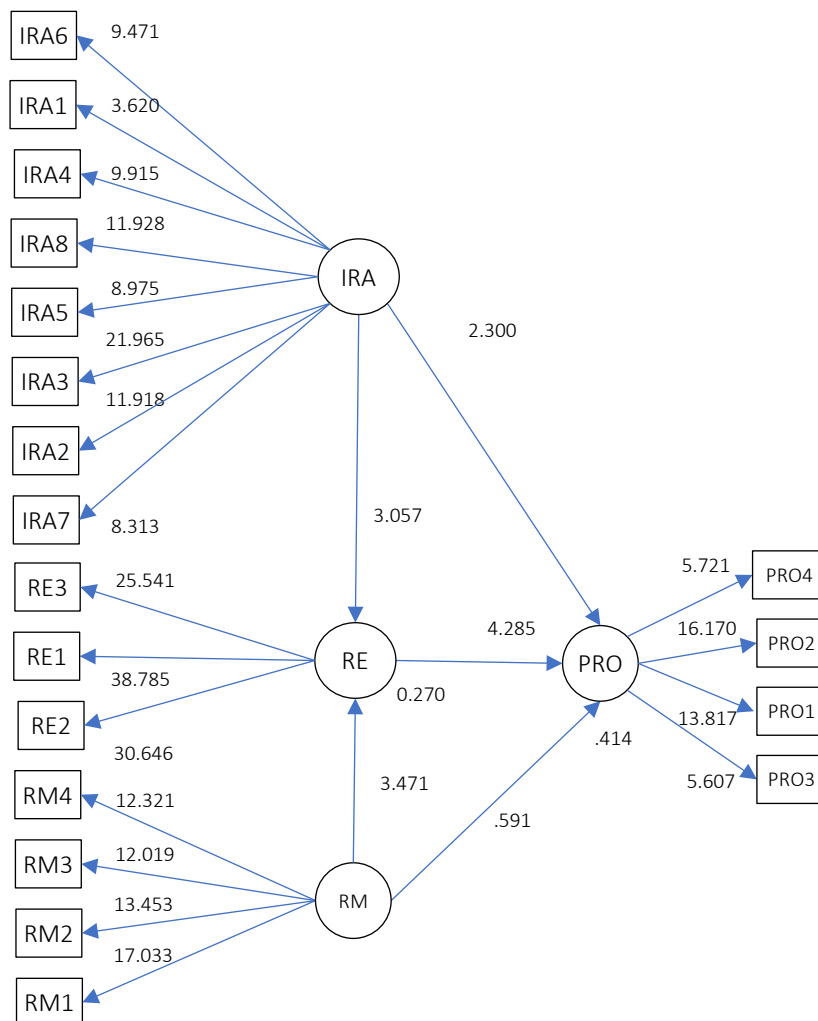 IRA6
9.471
IRA1
3.620
IRA4
9.915
IRA8
11.928
IRA
IRA5
8.975
2.300
IRA3
21.965
IRA2
11.918
IRA7
8.313
3.057
RE3
25.541
5.721
PRO4
RE1
RE
4.285
PRO
16.170
PRO2
38.785
0.270
RE2
13.817
PRO1
30.646
.414
5.607
PRO3
RM4
12.321
3.471
.591
RM3
12.019
RM
RM2
13.453
17.033
RM1